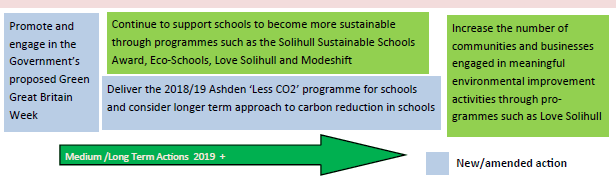 Promote and
engage in the
Government's
proposed Green
Great Britain
Week
Continue to support schools to become more sustainable
through programmes such as the Solihull Sustainable Schools
Award, Eco-Schools, Love Solihull and Modeshift
Deliver the 2018/19 Ashden 'Less CO2' programme for schools
and consider longer term approach to carbon reduction in schools
Increase the number of
communities and businesses
engaged in meaningful
environmental improvement
activities through pro-
grammes such as Love Solihull
Medium /Long Term Actions 2019 +
New/amended action